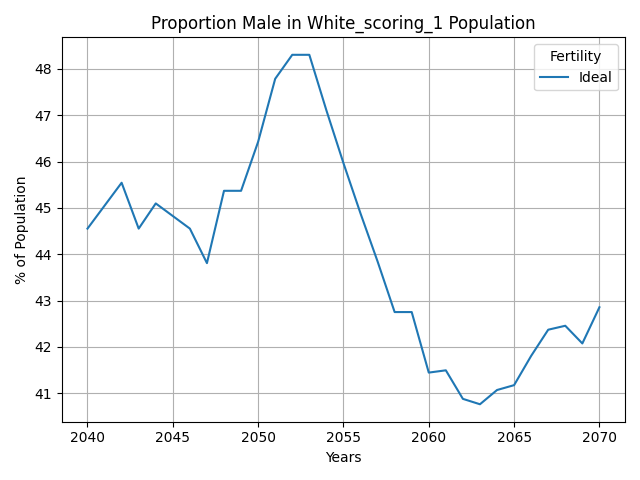 Proportion Male in White_scoring_1 Population
Fertility
Ideal
% of Population
48
47
46
45
44
43
42
41
2040 2045 2050 2055 2060 2065 2070
Years